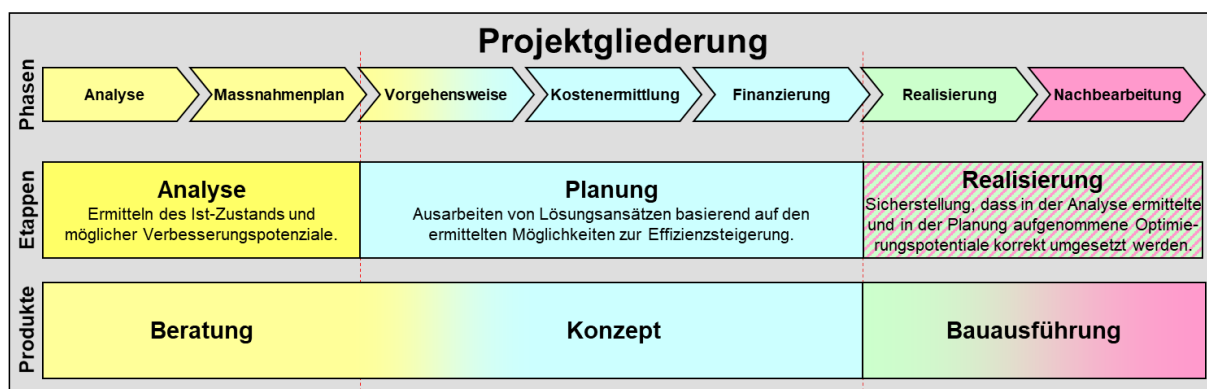 Projektgliederung
Phasen
Analyse
Massnahmenplan
Vorgehensweise
Kostenermittlung
Finanzierung
Realisierung
Nachbearbeitung
Etappen
Analyse
Ermitteln des Ist-Zustands und
möglicher Verbesserungspotenziale.
Planung
Ausarbeiten von Lösungsansätzen basierend auf den
ermittelten Möglichkeiten zur Effizienzsteigerung.
Realisierung
Sicherstellung, dass in der Analyse ermittelte
und in der Planung aufgenommene Optimie-
rungspotentiale korrekt umgesetzt werden.
Produkte
Beratung
Konzept
Bauausführung